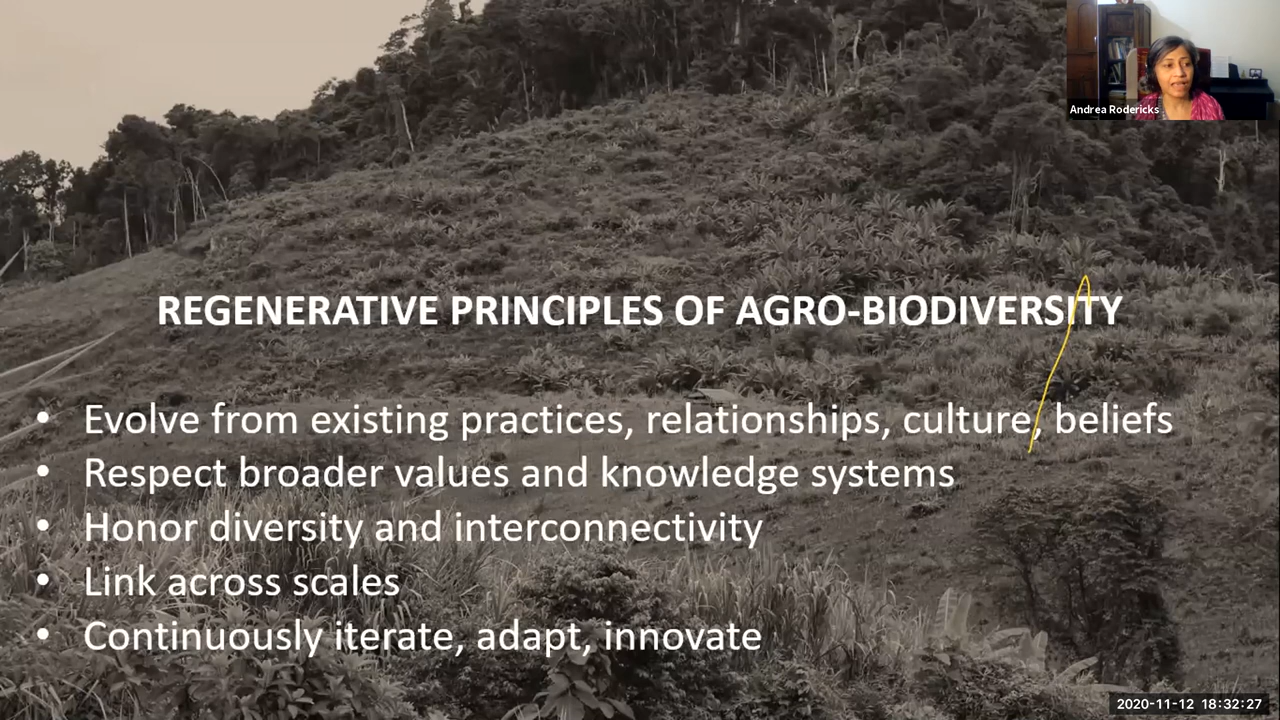 Andrea Rodericks
REGENERATIVE PRINCIPLES OF AGRO-BIODIVERSITY
• Evolve from existing practices, relationships, culture, beliefs
• Respect broader values and knowledge systems
• Honor diversity and interconnectivity
• Link across scales
• Continuously iterate, adapt, innovate
2020-11-12 18:32:27